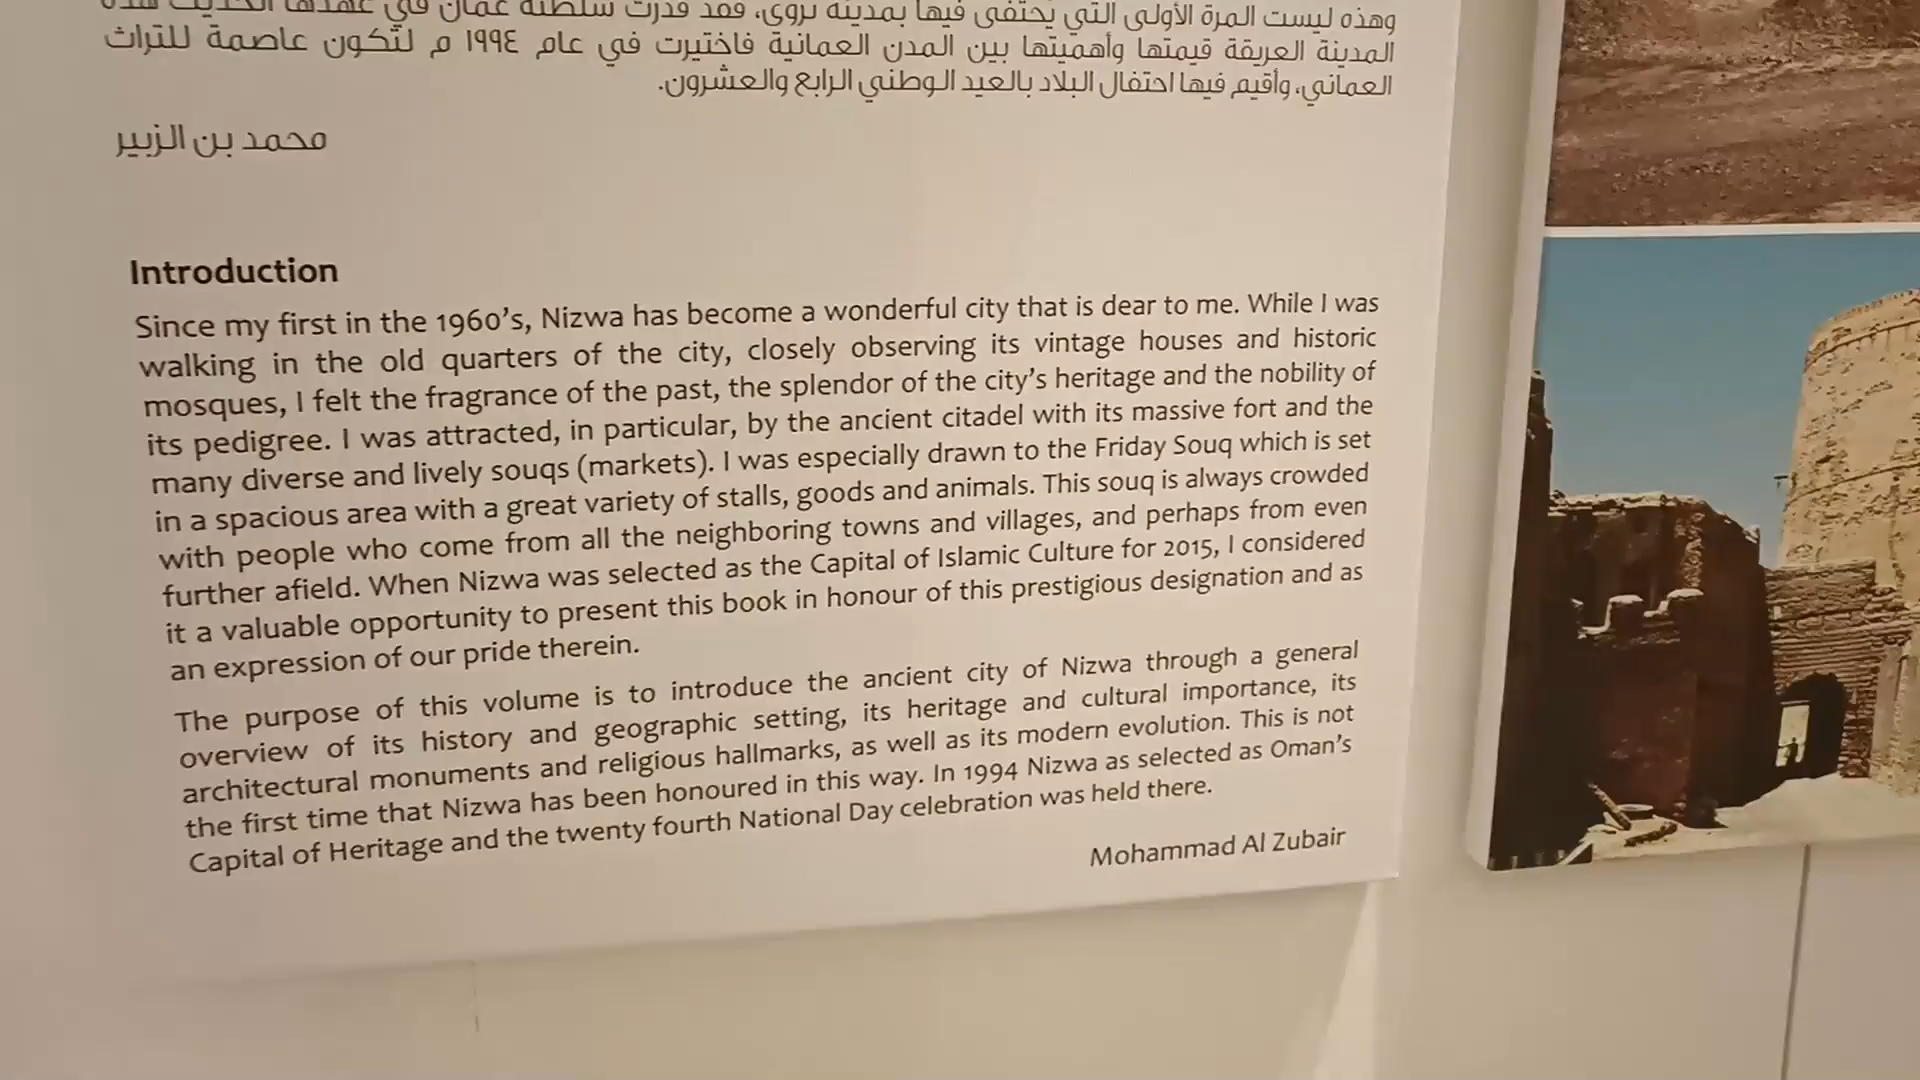 وهذه ليست المرة الأولى التي يحتفى فيها بمدينة نزوى، فقد قدرت سلطنة عمان في عهدها الحديث هذه
المدينة العريقة قيمتها وأهميتها بين المدن العمانية فاختيرت في عام ١٩٩٤ م لتكون عاصمة للتراث
العماني، وأقيم فيها احتفال البلاد بالعيد الوطني الرابع والعشرون.
محمد بن الزبير
Introduction
Since my first in the 1960’s, Nizwa has become a wonderful city that is dear to me. While I was
walking in the old quarters of the city, closely observing its vintage houses and historic
mosques, I felt the fragrance of the past, the splendor of the city’s heritage and the nobility of
its pedigree. I was attracted, in particular, by the ancient citadel with its massive fort and the
many diverse and lively souqs (markets). I was especially drawn to the Friday Souq which is set
in a spacious area with a great variety of stalls, goods and animals. This souq is always crowded
with people who come from all the neighboring towns and villages, and perhaps from even
further afield. When Nizwa was selected as the Capital of Islamic Culture for 2015, I considered
it a valuable opportunity to present this book in honour of this prestigious designation and as
an expression of our pride therein.
The purpose of this volume is to introduce the ancient city of Nizwa through a general
overview of its history and geographic setting, its heritage and cultural importance, its
architectural monuments and religious hallmarks, as well as its modern evolution. This is not
the first time that Nizwa has been honoured in this way. In 1994 Nizwa as selected as Oman’s
Capital of Heritage and the twenty fourth National Day celebration was held there.
Mohammad Al Zubair